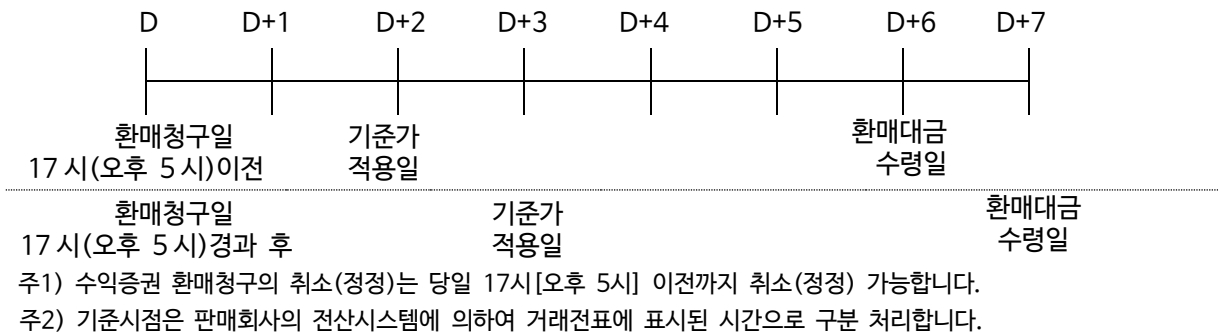 D D+1 D+2 D+3 D+4 D+5 D+6 D+7
환매청구일 기준가 환매대금
17시(오후 5시)이전 적용일 수령일
환매청구일 기준가 환매대금
17시(오후 5시)경과 후 적용일 수령일
주1) 수익증권 환매청구의 취소(정정)는 당일 17시[오후 5시] 이전까지 취소(정정) 가능합니다.
주2) 기준시점은 판매회사의 전산시스템에 의하여 거래전표에 표시된 시간으로 구분 처리합니다.